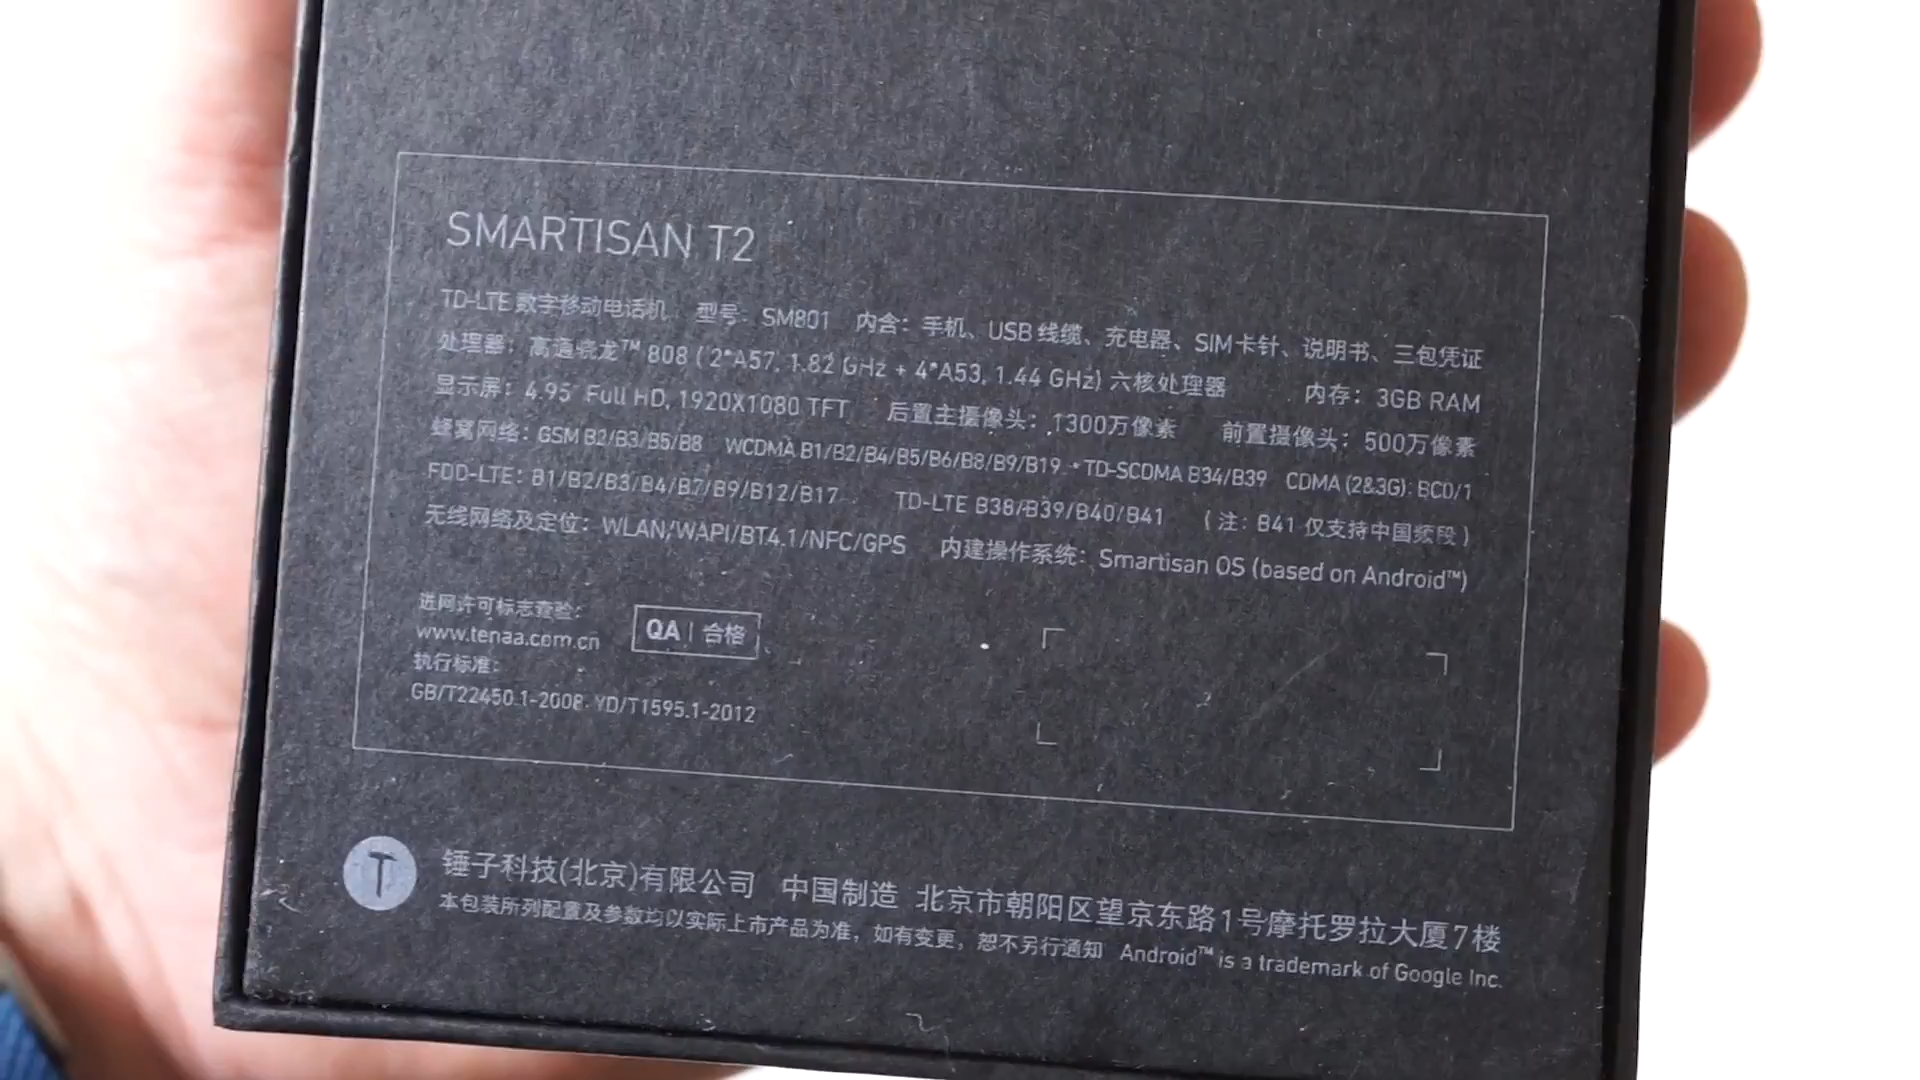 SMARTISAN T2
TD-LTE 数字移动电话机 型号: SM801 内含: 手机、USB 线缆、充电器、SIM卡针、说明书、三包凭证
处理器: 高通骁龙™ 808 ( 2*A57, 1.82 GHz + 4*A53, 1.44 GHz) 六核处理器 内存: 3GB RAM
显示屏: 4.95" Full HD, 1920X1080 TFT 后置主摄像头: 1300万像素 前置摄像头: 500万像素
蜂窝网络: GSM B2/B3/B5/B8 WCDMA B1/B2/B4/B5/B6/B8/B9/B19 TD-SCDMA B34/B39 CDMA (2&3G): BC0/1
FDD-LTE: B1/B2/B3/B4/B7/B9/B12/B17 TD-LTE B38/B39/B40/B41 ( 注: B41 仅支持中国频段 )
无线网络及定位: WLAN/WAPI/BT4.1/NFC/GPS 内建操作系统: Smartisan OS (based on Android™)
进网许可标志查验:
www.tenaa.com.cn
QA | 合格
执行标准:
GB/T22450.1-2008 YD/T1595.1-2012
T
锤子科技(北京)有限公司 中国制造 北京市朝阳区望京东路1号摩托罗拉大厦7楼
本包装所列配置及参数均以实际上市产品为准，如有变更，恕不另行通知 Android™ is a trademark of Google Inc.